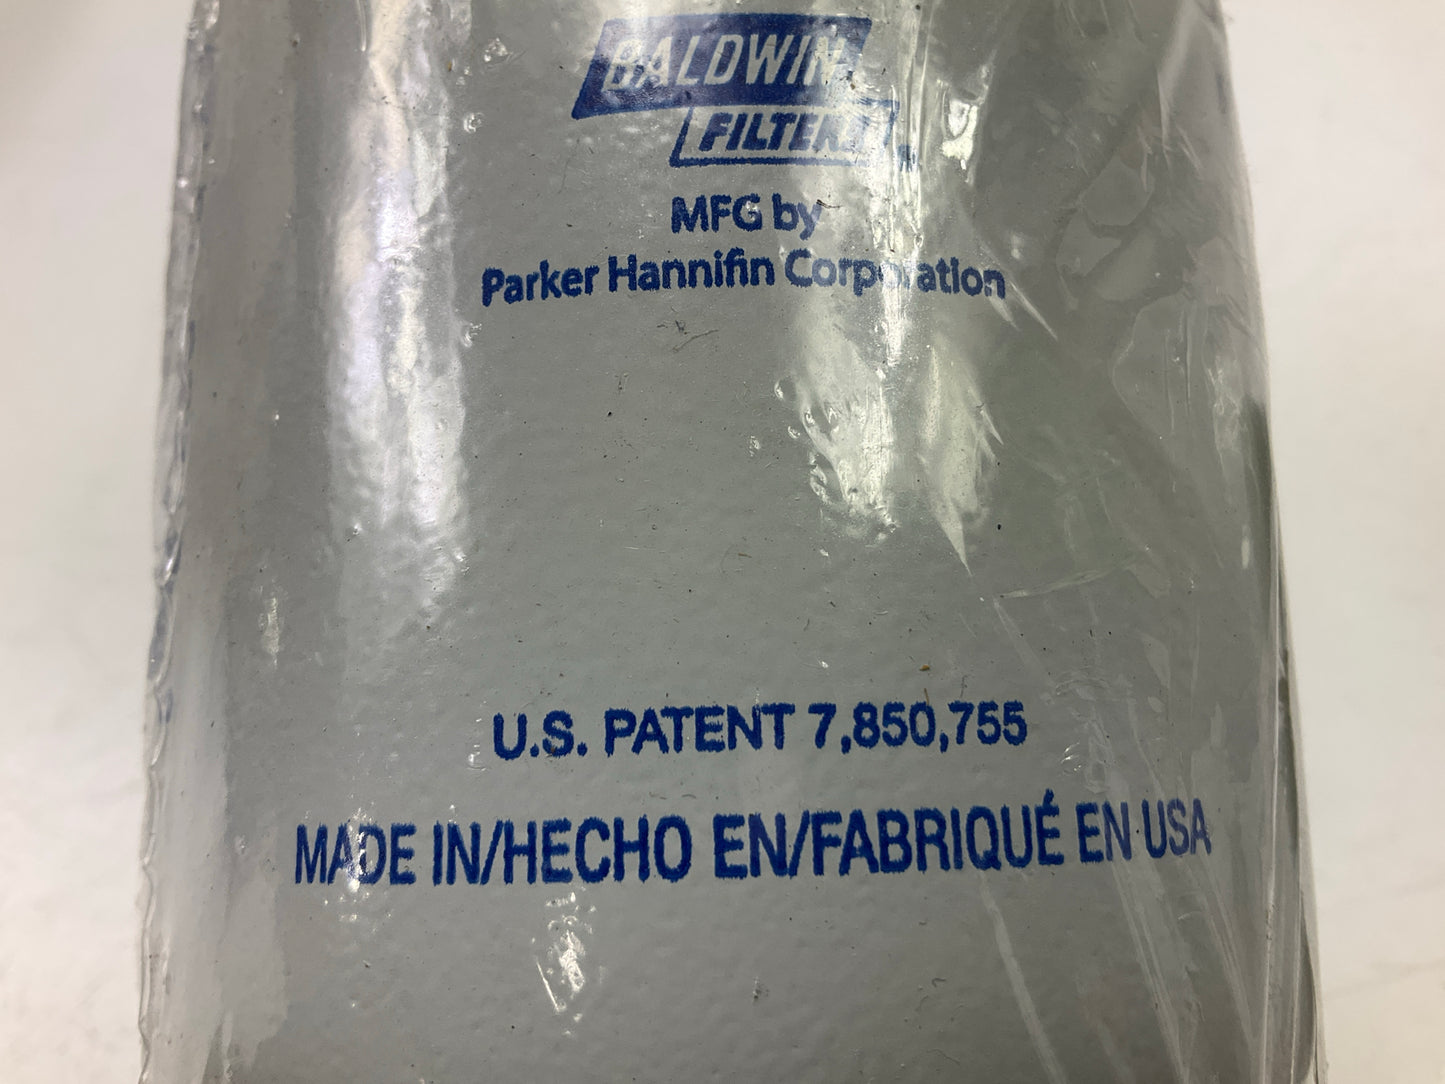 BALDWIN
FILTERS
MFG by
Parker Hannifin Corporation
U.S. PATENT 7,850,755
MADE IN/HECHO EN/FABRIQUÉ EN USA